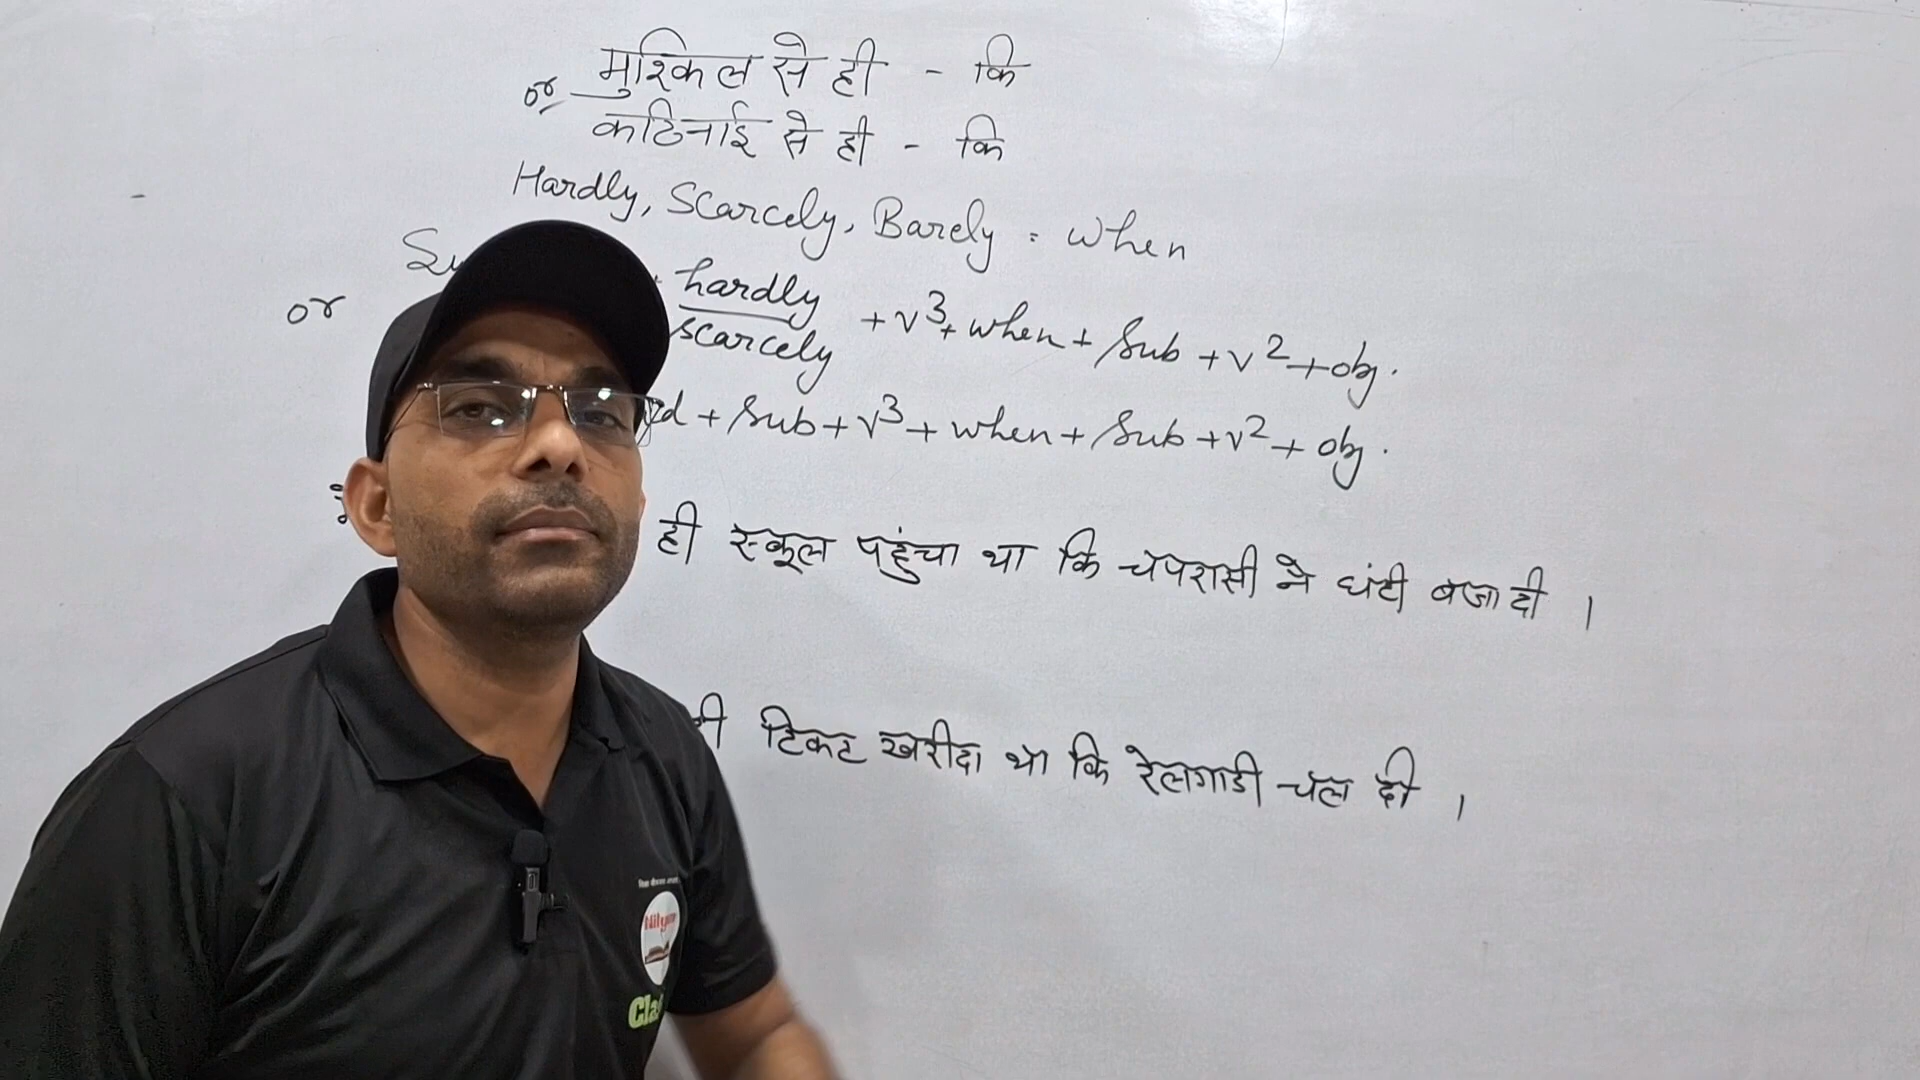 मुश्किल से ही - कि
or कठिनाई से ही - कि
Hardly, Scarcely, Barely = when
or hardly + v3 + when + Sub + v2 + obj.
scarcely
+ Sub + v3 + when + Sub + v2 + obj.
ही स्कूल पहुंचा था कि चपरासी ने घंटी बजा दी ।
टिकट खरीदा था कि रेलगाडी चल दी ।